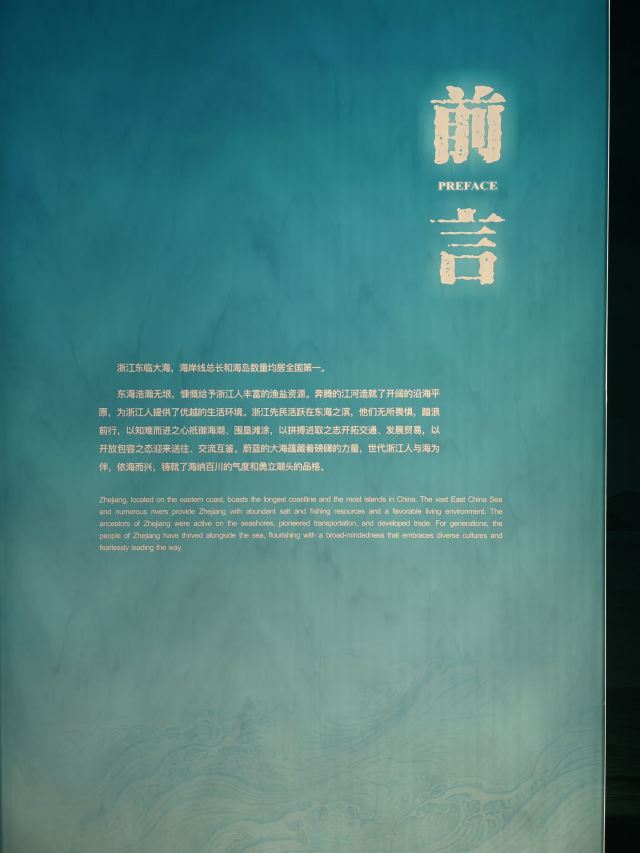 前
PREFACE
言
浙江东临大海，海岸线总长和海岛数量均居全国第一。
东海浩瀚无垠，慷慨给予浙江人丰富的渔盐资源。奔腾的江河造就了开阔的沿海平
原，为浙江人提供了优越的生活环境。浙江先民活跃在东海之滨，他们无所畏惧，踏浪
前行，以知难而进之心抵御海潮、围垦滩涂，以拼搏进取之志开拓交通、发展贸易，以
开放包容之态迎来送往、交流互鉴。蔚蓝的大海蕴藏着磅礴的力量，世代浙江人与海为
伴，依海而兴，铸就了海纳百川的气度和勇立潮头的品格。
Zhejiang, located on the eastern coast, boasts the longest coastline and the most islands in China. The vast East China Sea
and numerous rivers provide Zhejiang with abundant salt and fishing resources and a favorable living environment. The
ancestors of Zhejiang were active on the seashores, pioneered transportation, and developed trade. For generations, the
people of Zhejiang have thrived alongside the sea, flourishing with a broad-mindedness that embraces diverse cultures and
fearlessly leading the way.